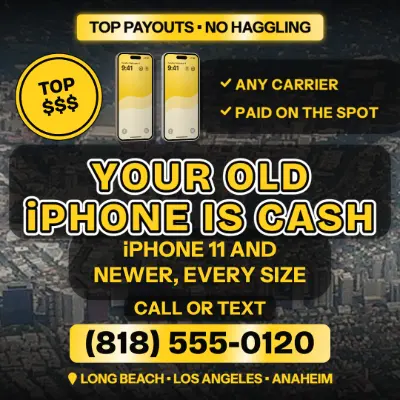 TOP PAYOUTS ▪ NO HAGGLING
TOP
$$$
9:41
9:41
✓ ANY CARRIER
✓ PAID ON THE SPOT
YOUR OLD
iPHONE IS CASH
iPHONE 11 AND
NEWER, EVERY SIZE
CALL OR TEXT
(818) 555-0120
LONG BEACH ▪ LOS ANGELES ▪ ANAHEIM